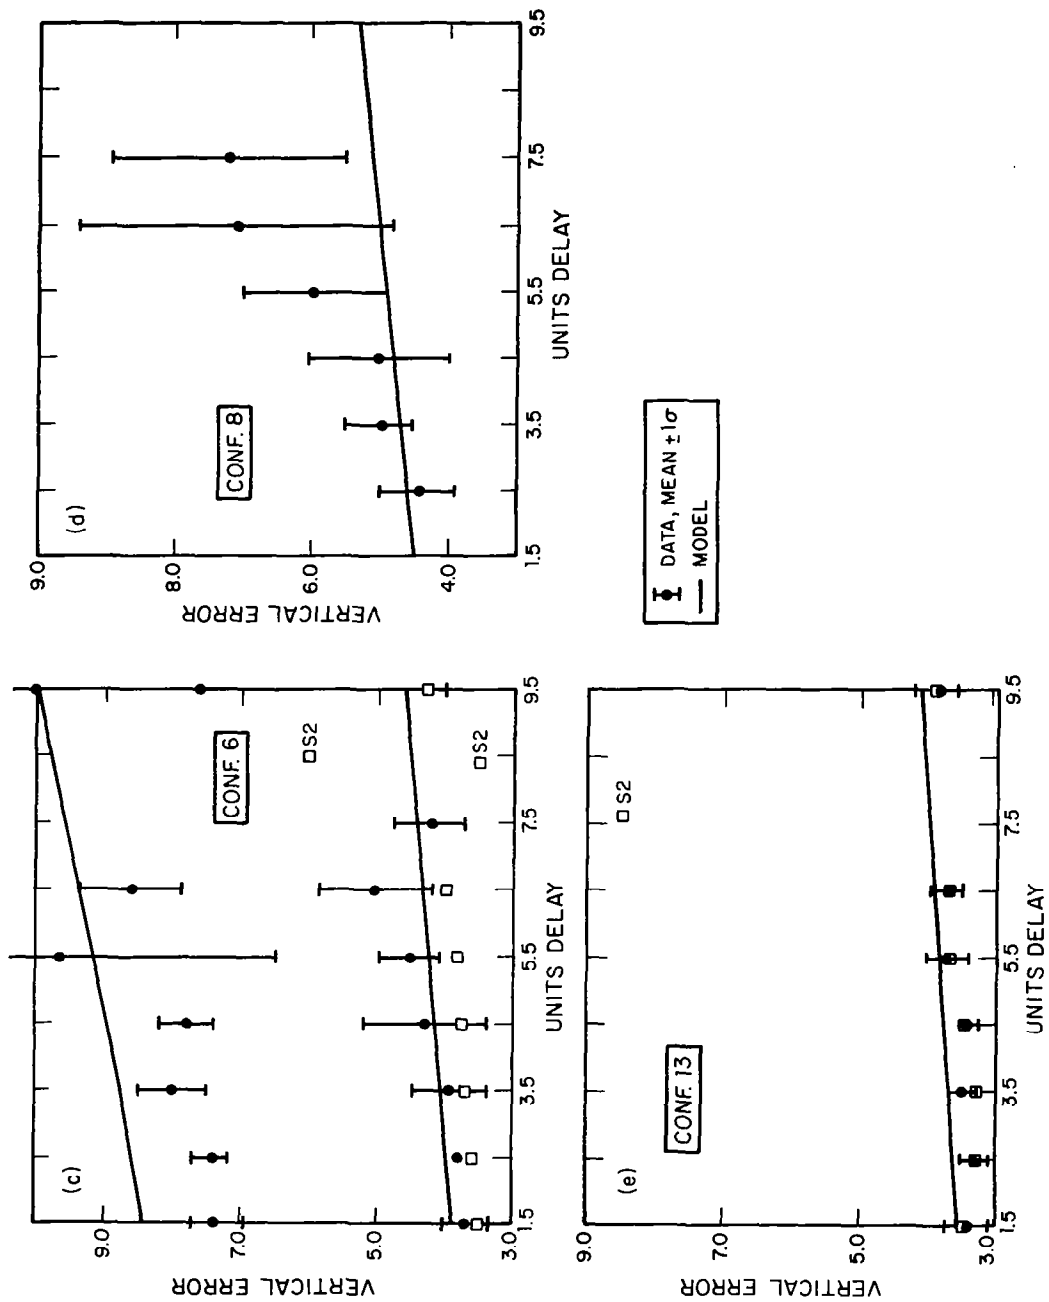 (c)
CONF. 6
9.0
7.0
5.0
3.0
VERTICAL ERROR
S2
S2
1.5
3.5
5.5
7.5
9.5
UNITS DELAY
(d)
CONF. 8
9.0
8.0
6.0
4.0
VERTICAL ERROR
1.5
3.5
5.5
7.5
9.5
UNITS DELAY
(e)
CONF. 13
9.0
7.0
5.0
3.0
VERTICAL ERROR
S2
1.5
3.5
5.5
7.5
9.5
UNITS DELAY
DATA, MEAN ±1σ
MODEL